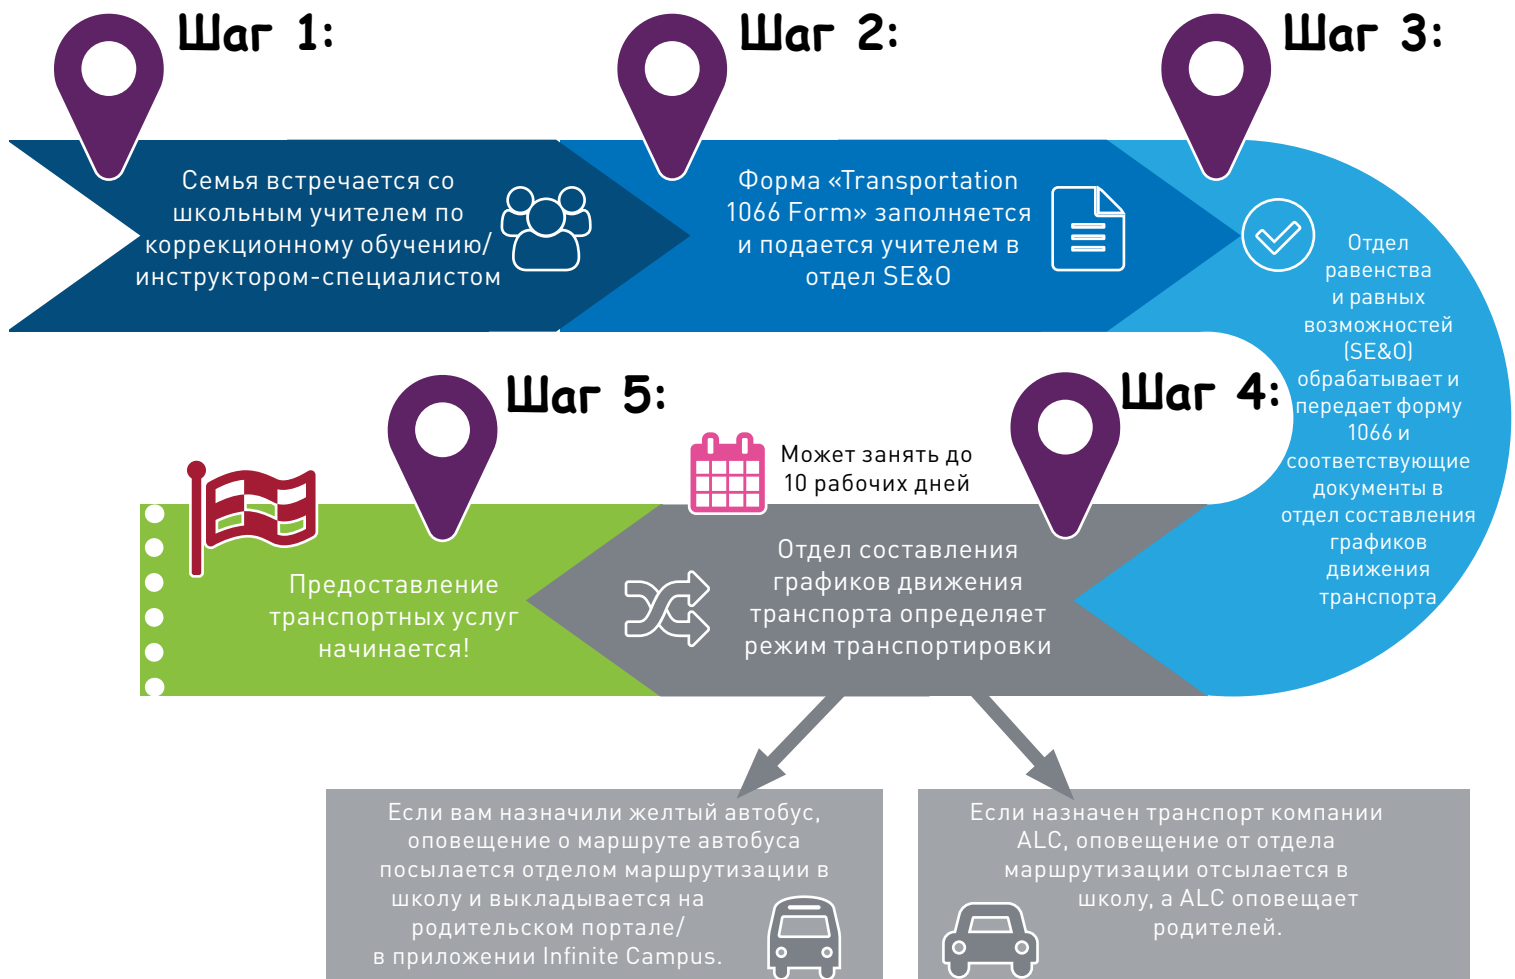 Шаг 1:
Семья встречается со
школьным учителем по
коррекционному обучению/
инструктором-специалистом
Шаг 2:
Форма «Transportation
1066 Form» заполняется
и подается учителем в
отдел SE&O
Шаг 3:
Отдел
равенства
и равных
возможностей
(SE&O)
обрабатывает и
передает форму
1066 и
соответствующие
документы в
отдел составления
графиков
движения
транспорта
Шаг 4:
Может занять до
10 рабочих дней
Отдел составления
графиков движения
транспорта определяет
режим транспортировки
Шаг 5:
Предоставление
транспортных услуг
начинается!
Если вам назначили желтый автобус,
оповещение о маршруте автобуса
посылается отделом маршрутизации в
школу и выкладывается на
родительском портале/
в приложении Infinite Campus.
Если назначен транспорт компании
ALC, оповещение от отдела
маршрутизации отсылается в
школу, а ALC оповещает
родителей.